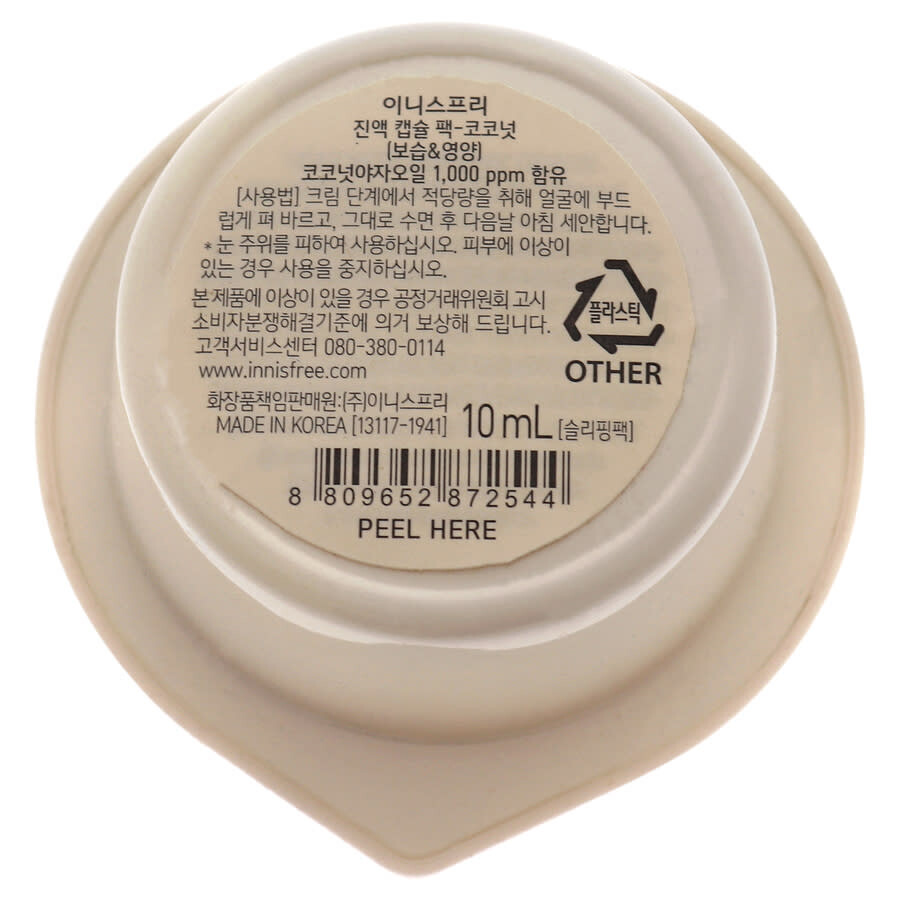 이니스프리
진액 캡슐 팩-코코넛
(보습&영양)
코코넛야자오일 1,000 ppm 함유
[사용법] 크림 단계에서 적당량을 취해 얼굴에 부드
럽게 펴 바르고, 그대로 수면 후 다음날 아침 세안합니다.
* 눈 주위를 피하여 사용하십시오. 피부에 이상이
있는 경우 사용을 중지하십시오.
본 제품에 이상이 있을 경우 공정거래위원회 고시
소비자분쟁해결기준에 의거 보상해 드립니다.
고객서비스센터 080-380-0114
www.innisfree.com
플라스틱
OTHER
화장품책임판매원:(주)이니스프리
MADE IN KOREA [13117-1941] 10 mL [슬리핑팩]
8 809652 872544
PEEL HERE